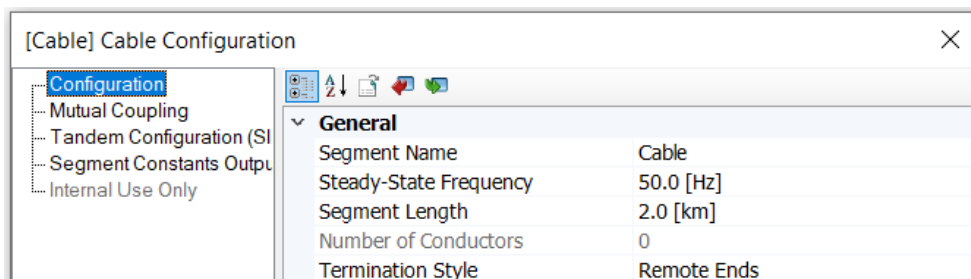 [Cable] Cable Configuration
Configuration
Mutual Coupling
Tandem Configuration (SI
Segment Constants Outpu
Internal Use Only
General
Segment Name Cable
Steady-State Frequency 50.0 [Hz]
Segment Length 2.0 [km]
Number of Conductors 0
Termination Style Remote Ends